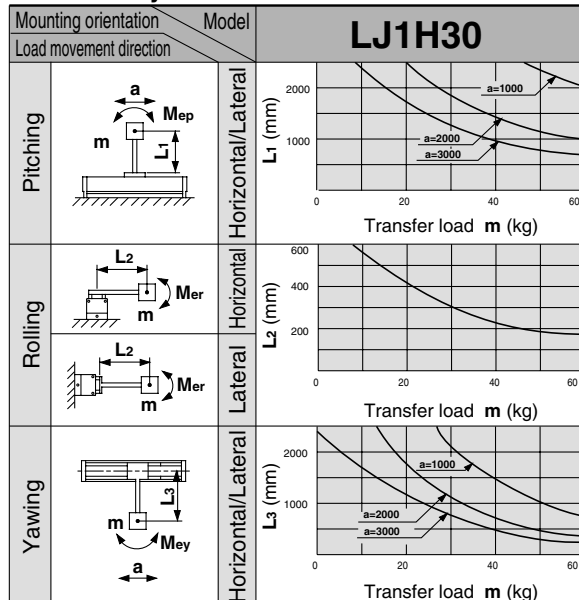 Mounting orientation Model
Load movement direction
LJ1H30
Pitching
a
Mep
m
L1
Horizontal/Lateral
L1 (mm)
2000
1000
a=1000
a=2000
a=3000
0 20 40 60
Transfer load m (kg)
Rolling
L2
Mer
m
Horizontal
L2
Mer
m
Lateral
L2 (mm)
600
400
200
0 20 40 60
Transfer load m (kg)
Yawing
L3
m
Mey
a
Horizontal/Lateral
L3 (mm)
2000
1000
a=1000
a=2000
a=3000
0 20 40 60
Transfer load m (kg)